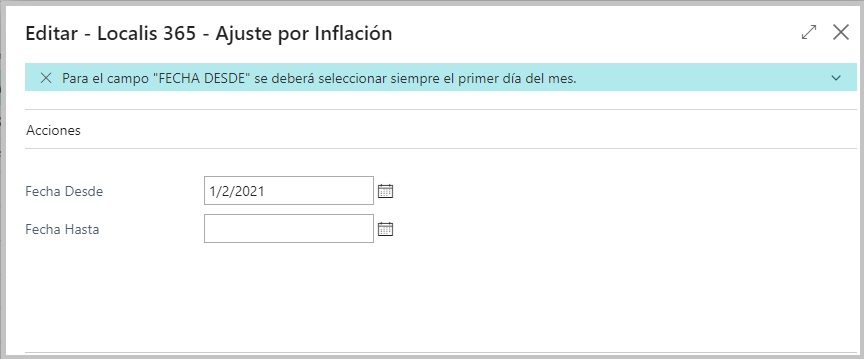 Editar - Localis 365 - Ajuste por Inflación
Para el campo "FECHA DESDE" se deberá seleccionar siempre el primer día del mes.
Acciones
Fecha Desde
1/2/2021
Fecha Hasta